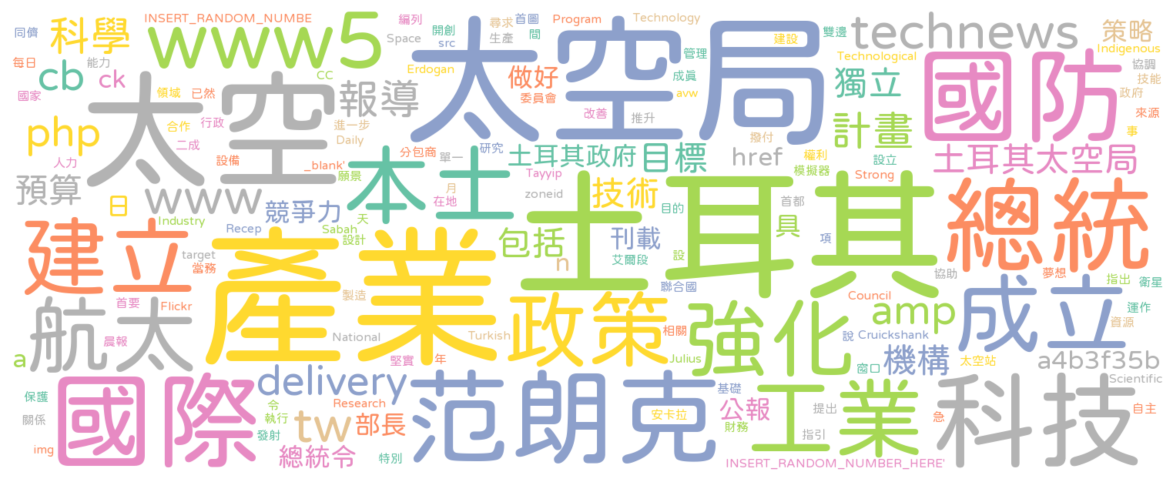 同儕
科學
INSERT_RANDOM_NUMBE
編列
開創
尋求
首圖
Program
Technology
雙邊
technews
策略
Indigenous
每日
cb
能力
ck
www5
Space
src
生產
間
太空局
建設
管理
Technological
協調
技能
國家
領域
已然
太空
報導
CC
Erdogan
做好
委員會
成員
avw
獨立
國防
政府
來源
php
合作
行政
進一步
Daily
改善
推升
撥付
計畫
事
人力
二成
設備
_blank'
分包商
單一
研究
土耳其政府
目標
href
權利
設立
土耳其太空局
預算
www
願景
本土
Tayyip
zoneid
技術
模擬器
Strong
日
月
在地
目的
首都
總統
Industry
競爭力
天
土耳其
具
項
建立
Recep
Sabah
設計
包括
刊載
設
target
當務
產業
n
艾爾段
協助
夢想
指出
衛星
航太
首要
Flickr
製造
聯合國
Council
成立
運作
晨報
National
Turkish
政策
相關
強化
amp
說
Cruickshank
資源
a
堅實
年
Julius
窗口
機構
太空站
a4b3f35b
Scientific
保護
國際
delivery
范朗克
基礎
工業
科技
關係
令
執行
Research
tw
部長
安卡拉
公報
提出
自主
發射
財務
指引
急
img
總統令
特別
INSERT_RANDOM_NUMBER_HERE'